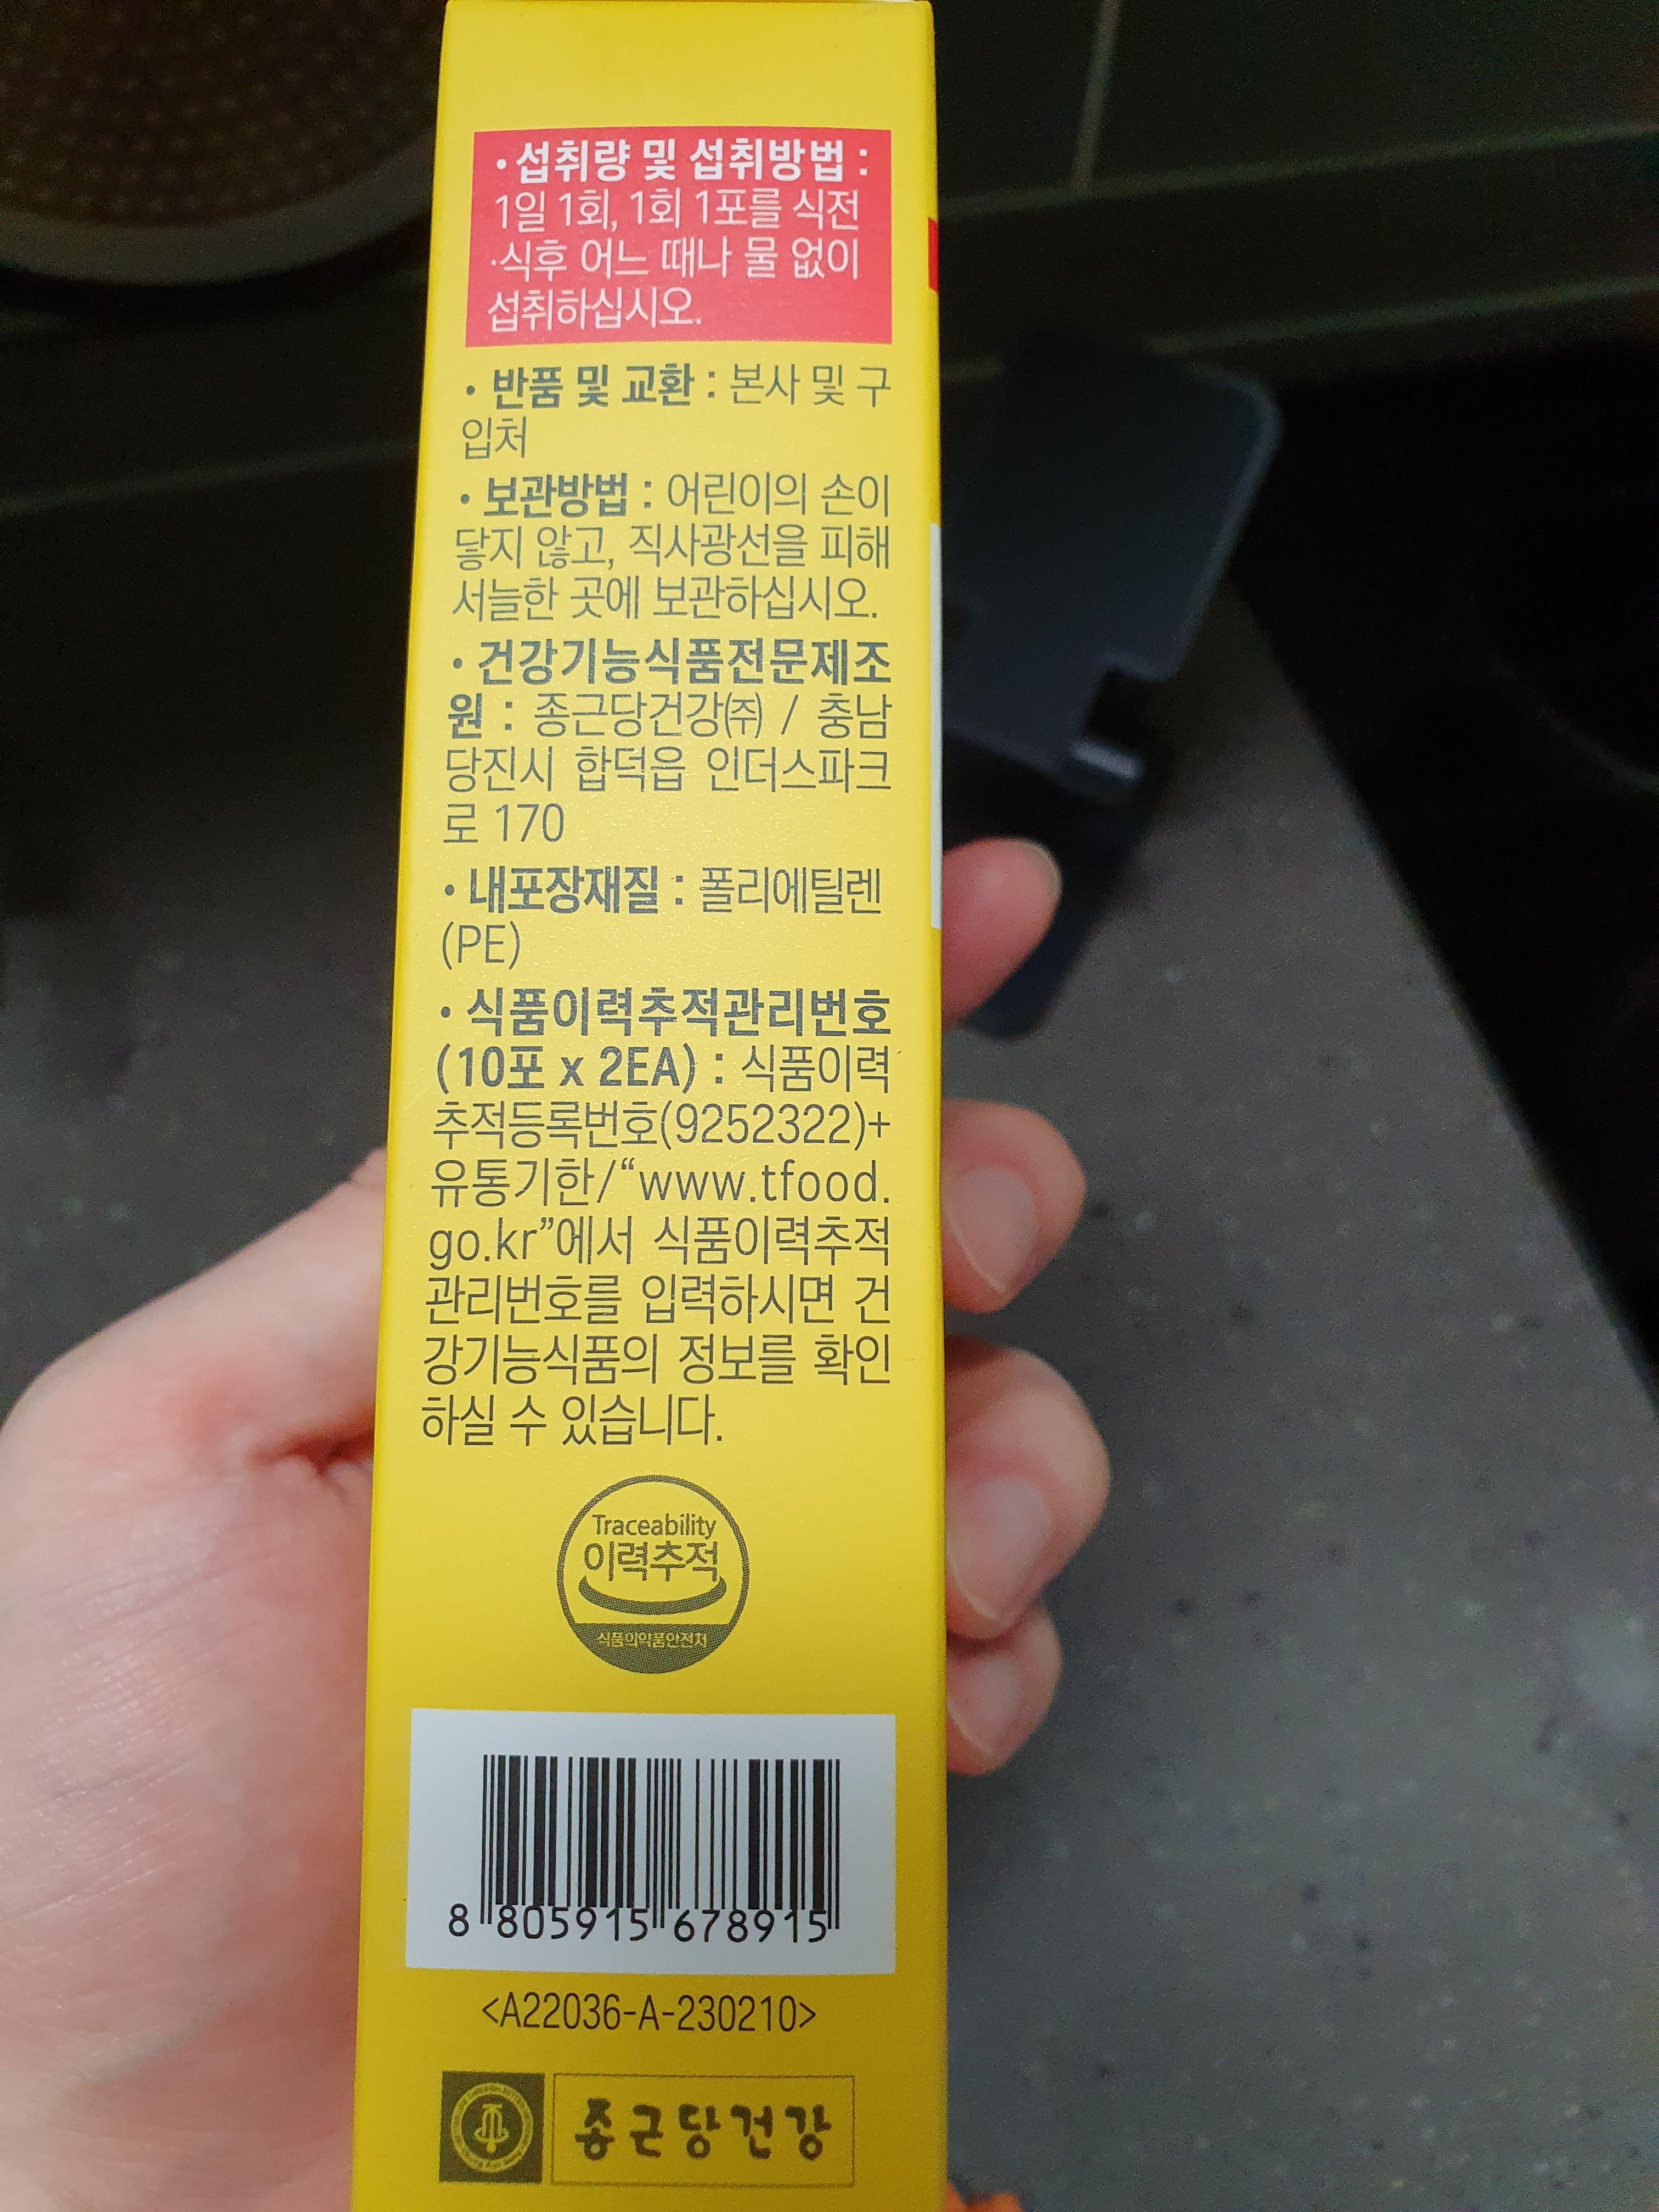 • 섭취량 및 섭취방법 :
1일 1회, 1회 1포를 식전
·식후 어느 때나 물 없이
섭취하십시오.
• 반품 및 교환 : 본사 및 구
입처
• 보관방법 : 어린이의 손이
닿지 않고, 직사광선을 피해
서늘한 곳에 보관하십시오.
• 건강기능식품전문제조
원 : 종근당건강㈜ / 충남
당진시 합덕읍 인더스파크
로 170
• 내포장재질 : 폴리에틸렌
(PE)
• 식품이력추적관리번호
(10포 x 2EA) : 식품이력
추적등록번호(9252322)+
유통기한/“www.tfood.
go.kr”에서 식품이력추적
관리번호를 입력하시면 건
강기능식품의 정보를 확인
하실 수 있습니다.
Traceability
이력추적
식품의약품안전처
8 805915 678915
<A22036-A-230210>
종근당건강